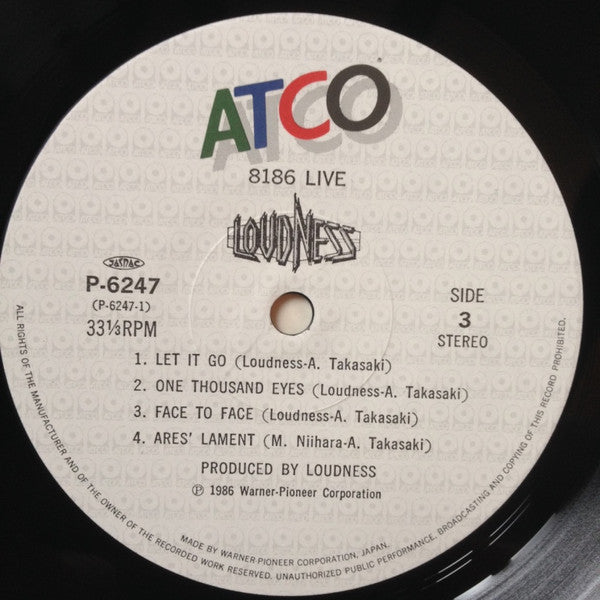 ATCO
8186 LIVE
LOUDNESS
JASRAC
P-6247
(P-6247-1)
33⅓RPM
SIDE
3
STEREO
1. LET IT GO (Loudness-A. Takasaki)
2. ONE THOUSAND EYES (Loudness-A. Takasaki)
3. FACE TO FACE (Loudness-A. Takasaki)
4. ARES' LAMENT (M. Niihara-A. Takasaki)
PRODUCED BY LOUDNESS
℗ 1986 Warner-Pioneer Corporation
MADE BY WARNER-PIONEER CORPORATION, JAPAN.
ALL RIGHTS OF THE MANUFACTURER AND OF THE OWNER OF THE RECORDED WORK RESERVED. UNAUTHORIZED PUBLIC PERFORMANCE, BROADCASTING AND COPYING OF THIS RECORD PROHIBITED.